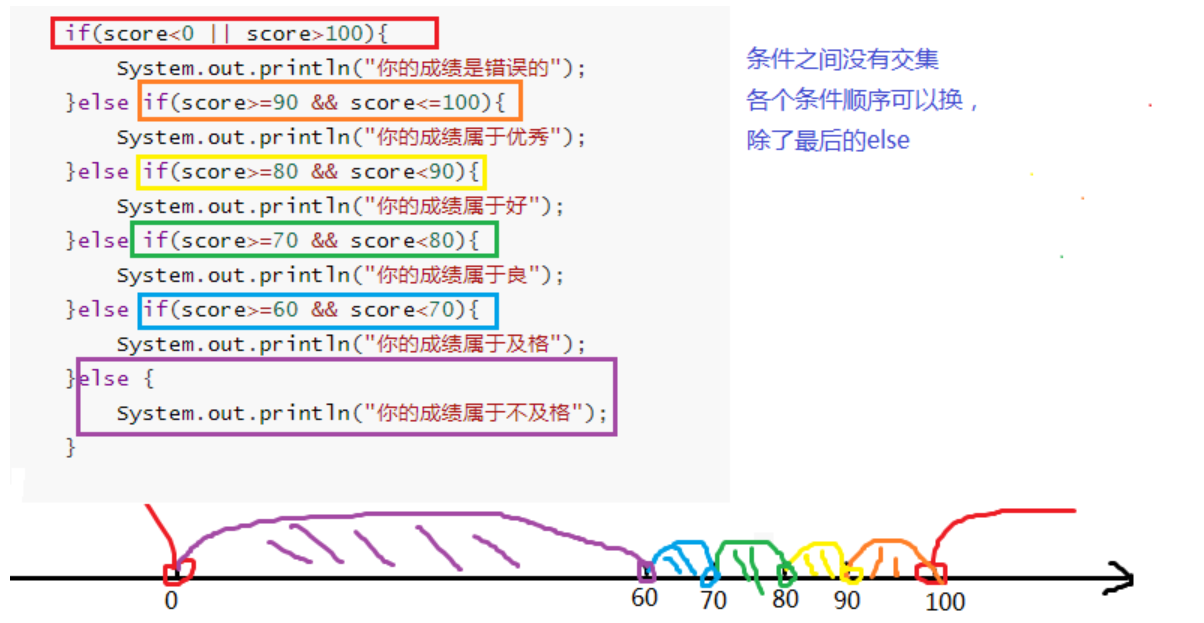 if(score<0 || score>100){
System.out.println("你的成绩是错误的");
}else if(score>=90 && score<=100){
System.out.println("你的成绩属于优秀");
}else if(score>=80 && score<90){
System.out.println("你的成绩属于好");
}else if(score>=70 && score<80){
System.out.println("你的成绩属于良");
}else if(score>=60 && score<70){
System.out.println("你的成绩属于及格");
}else {
System.out.println("你的成绩属于不及格");
}
条件之间没有交集
各个条件顺序可以换，
除了最后的else
0 60 70 80 90 100